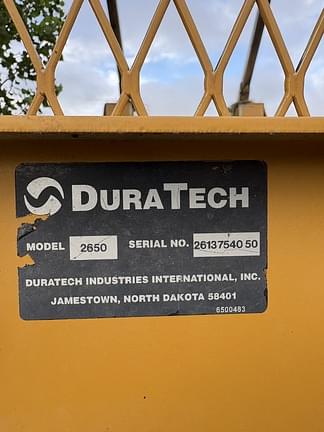 DURATECH
MODEL 2650 SERIAL NO. 26137540 50
DURATECH INDUSTRIES INTERNATIONAL, INC.
JAMESTOWN, NORTH DAKOTA 58401
6500483